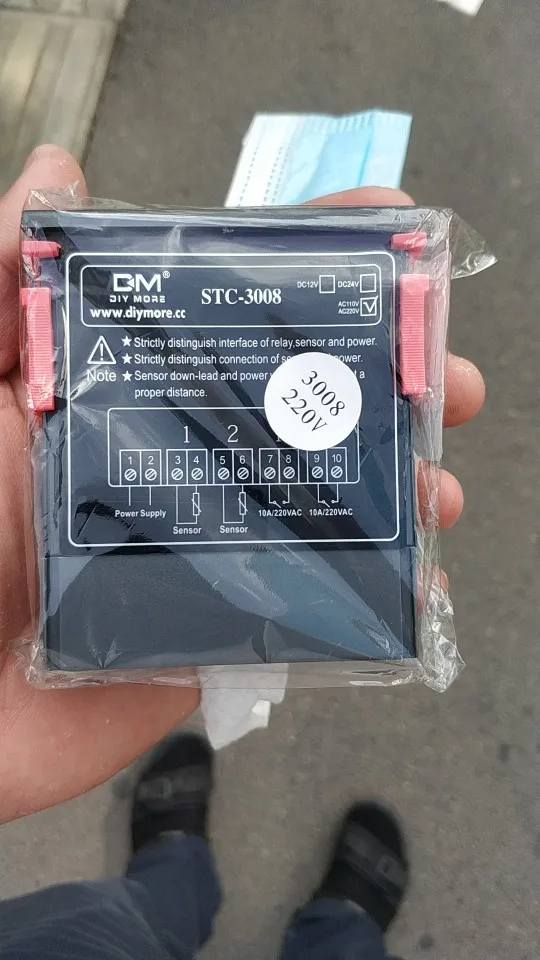 BM®
DIY MORE
www.diymore.cc
STC-3008
DC12V
DC24V
AC110V
AC220V
Note
★ Strictly distinguish interface of relay,sensor and power.
★ Strictly distinguish connection of power.
★ Sensor down-lead and power a
proper distance.
3008
220V
1 2
1 2 3 4 5 6 7 8 9 10
Power Supply
Sensor
Sensor
10A/220VAC
10A/220VAC